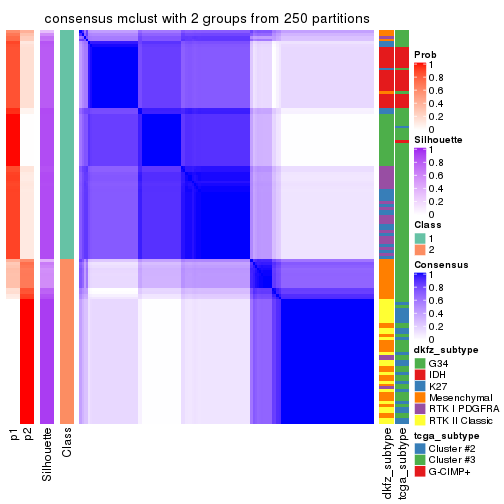 consensus mclust with 2 groups from 250 partitions
Prob
1
0.8
0.6
0.4
0.2
0
Silhouette
1
0.8
0.6
0.4
0.2
0
Class
1
2
Consensus
1
0.8
0.6
0.4
0.2
0
dkfz_subtype
G34
IDH
K27
Mesenchymal
RTK I PDGFRA
RTK II Classic
tcga_subtype
Cluster #2
Cluster #3
G-CIMP+
p1
p2
Silhouette
Class
dkfz_subtype
tcga_subtype